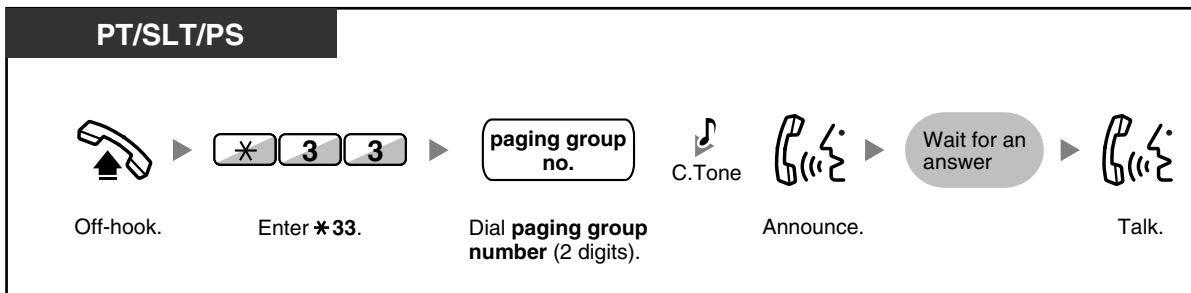 PT/SLT/PS
✳ 3 3
paging group
no.
C.Tone
Wait for an
answer
Off-hook.
Enter ✳33.
Dial paging group
number (2 digits).
Announce.
Talk.